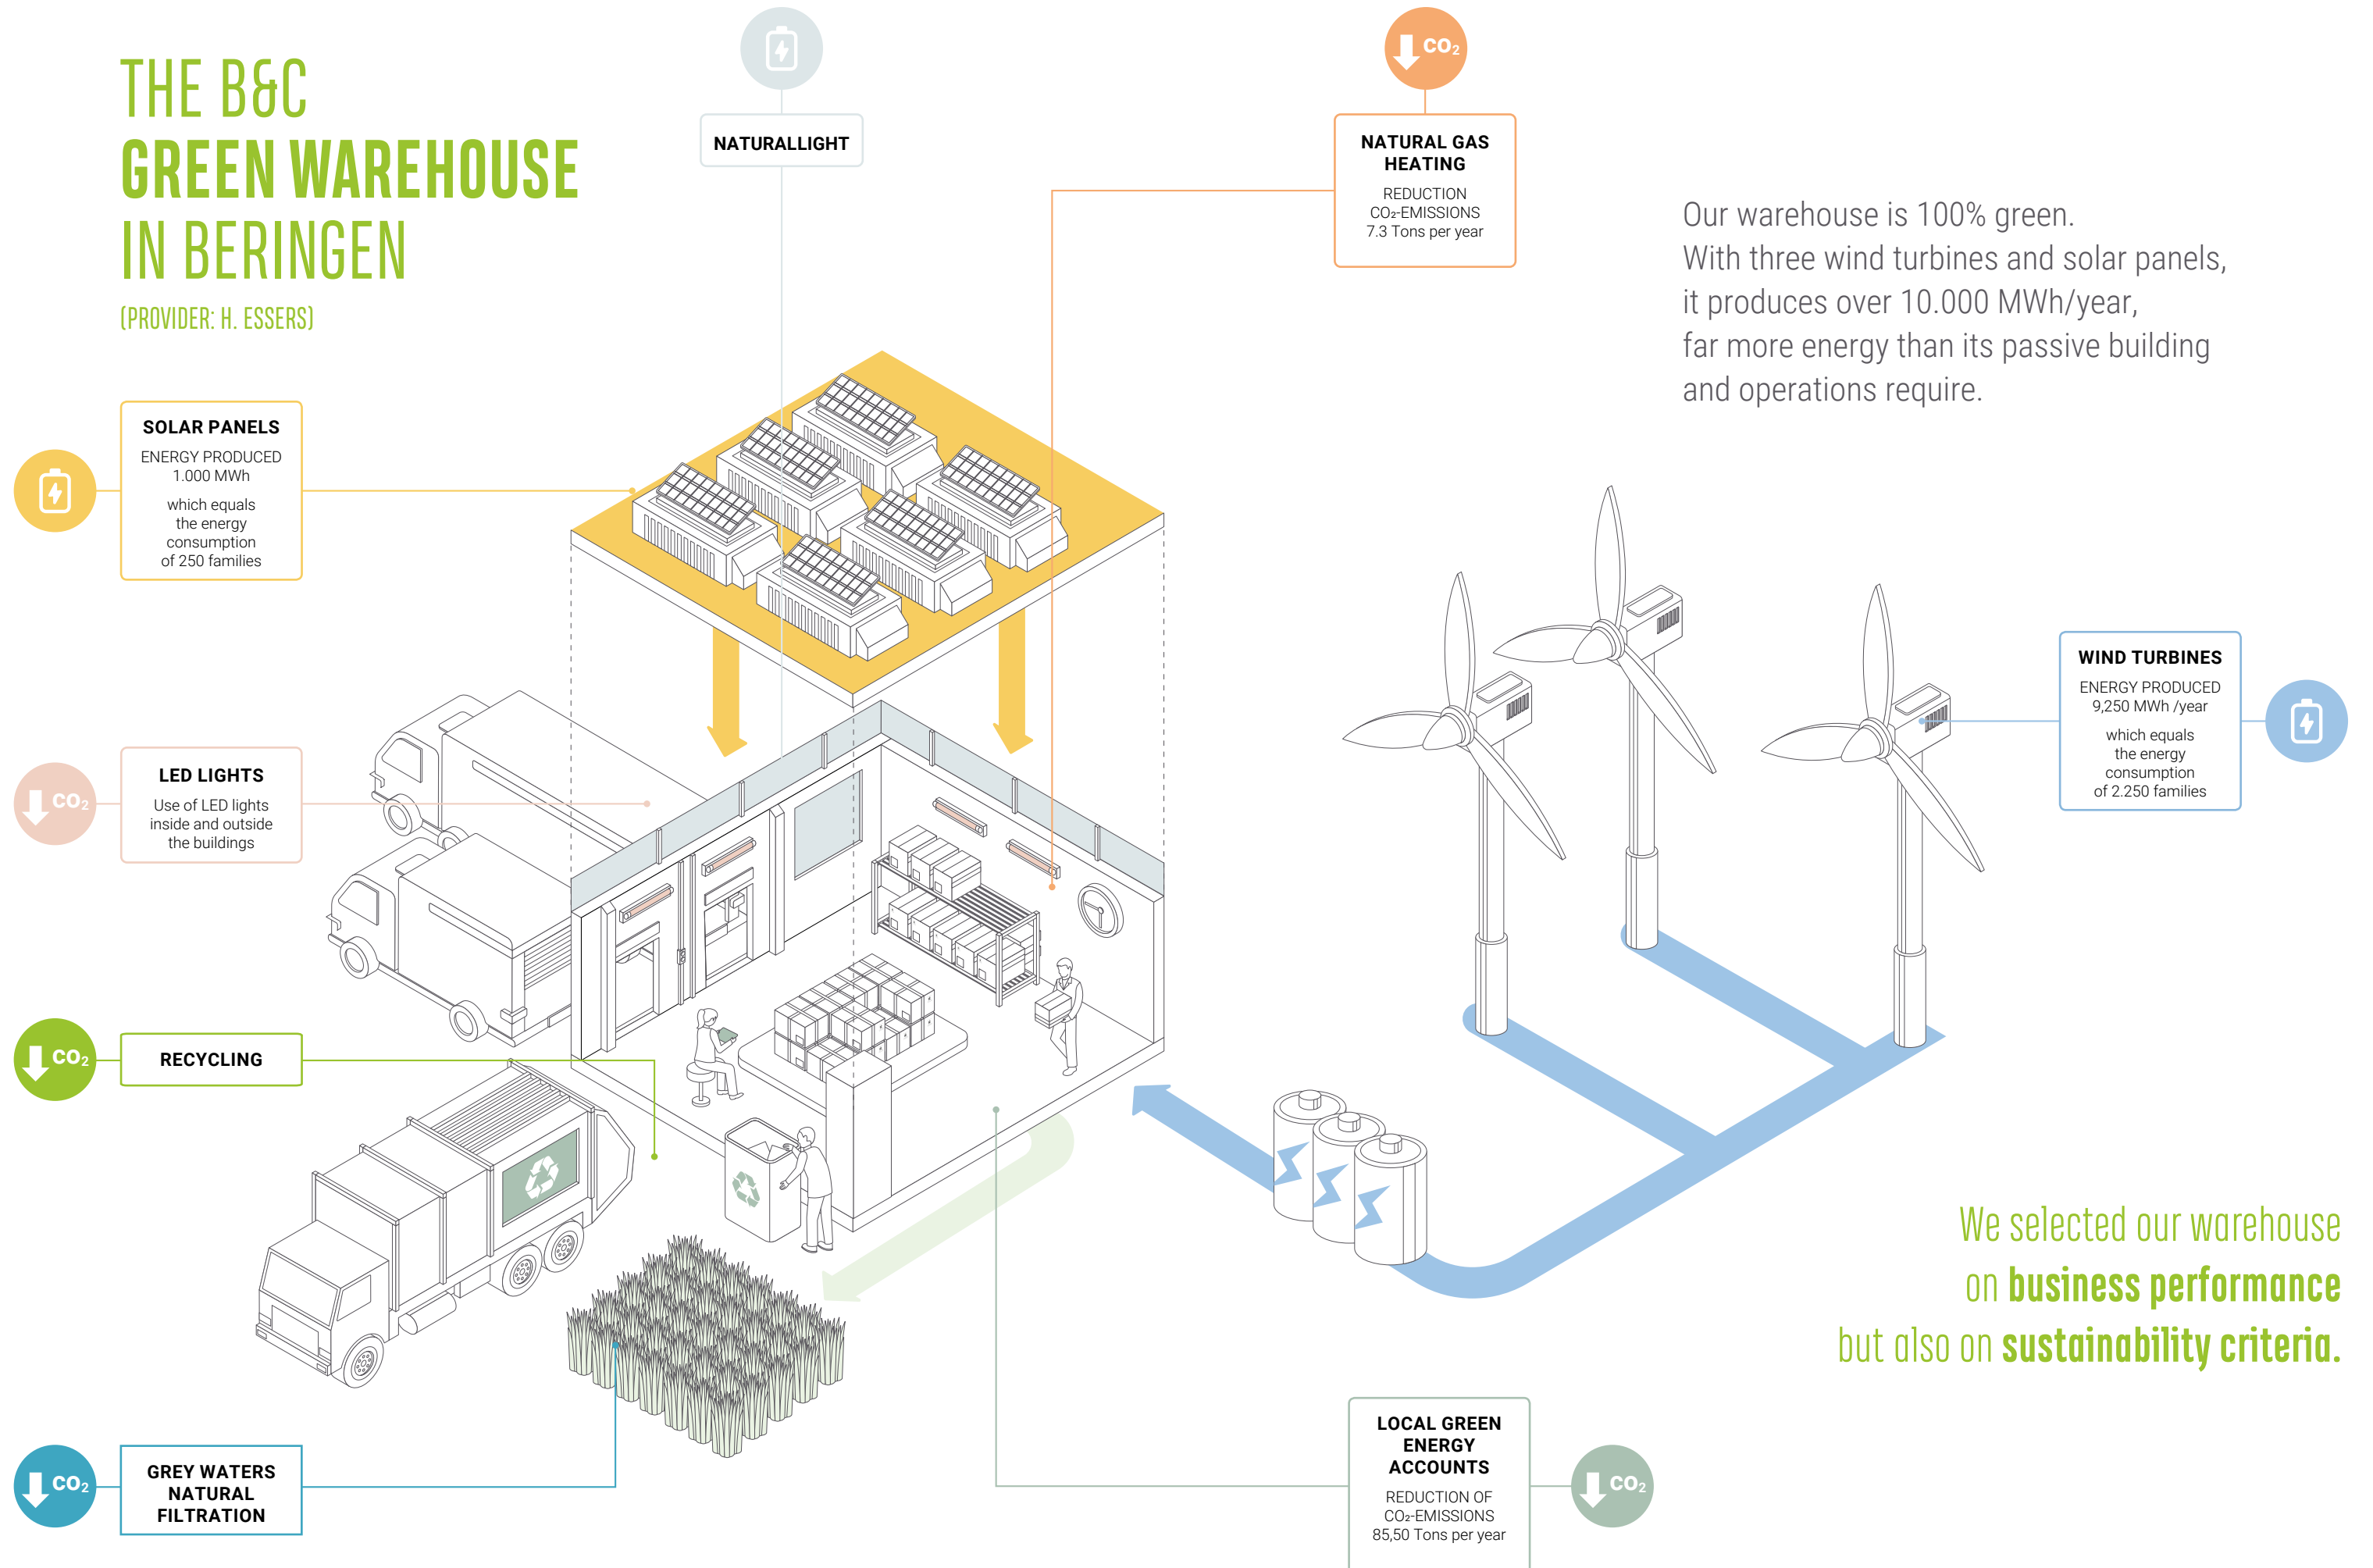 THE B&C
GREEN WAREHOUSE
IN BERINGEN
(PROVIDER: H. ESSERS)
NATURALLIGHT
CO₂
NATURAL GAS
HEATING
REDUCTION
CO₂-EMISSIONS
7.3 Tons per year
Our warehouse is 100% green.
With three wind turbines and solar panels,
it produces over 10.000 MWh/year,
far more energy than its passive building
and operations require.
SOLAR PANELS
ENERGY PRODUCED
1.000 MWh
which equals
the energy
consumption
of 250 families
WIND TURBINES
ENERGY PRODUCED
9,250 MWh /year
which equals
the energy
consumption
of 2.250 families
CO₂
LED LIGHTS
Use of LED lights
inside and outside
the buildings
CO₂
RECYCLING
We selected our warehouse
on business performance
but also on sustainability criteria.
CO₂
GREY WATERS
NATURAL
FILTRATION
LOCAL GREEN
ENERGY
ACCOUNTS
REDUCTION OF
CO₂-EMISSIONS
85,50 Tons per year
CO₂